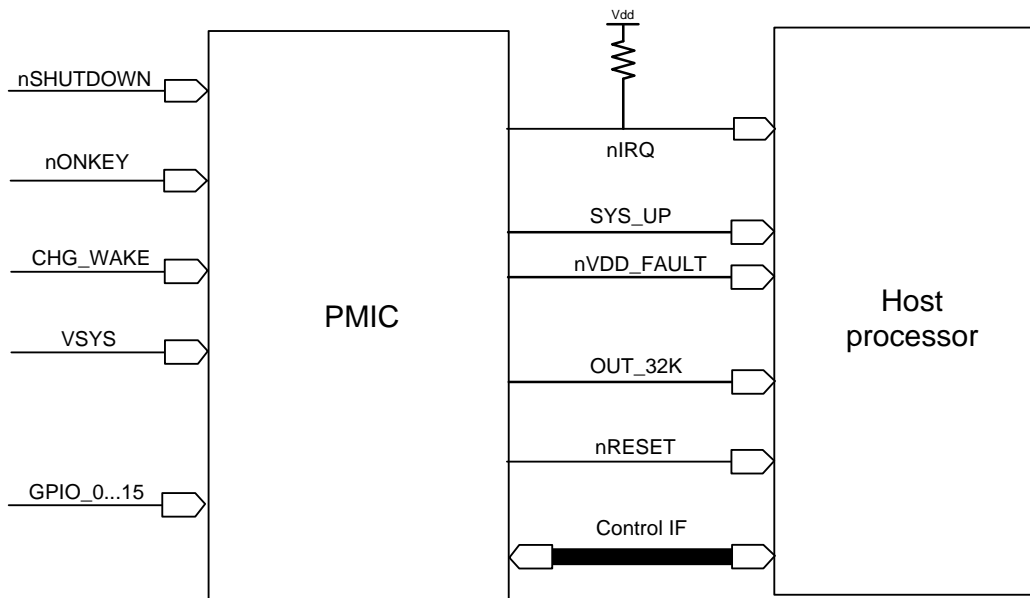 Vdd
nSHUTDOWN
nIRQ
nONKEY
SYS_UP
CHG_WAKE
nVDD_FAULT
PMIC
Host
processor
VSYS
OUT_32K
nRESET
GPIO_0...15
Control IF